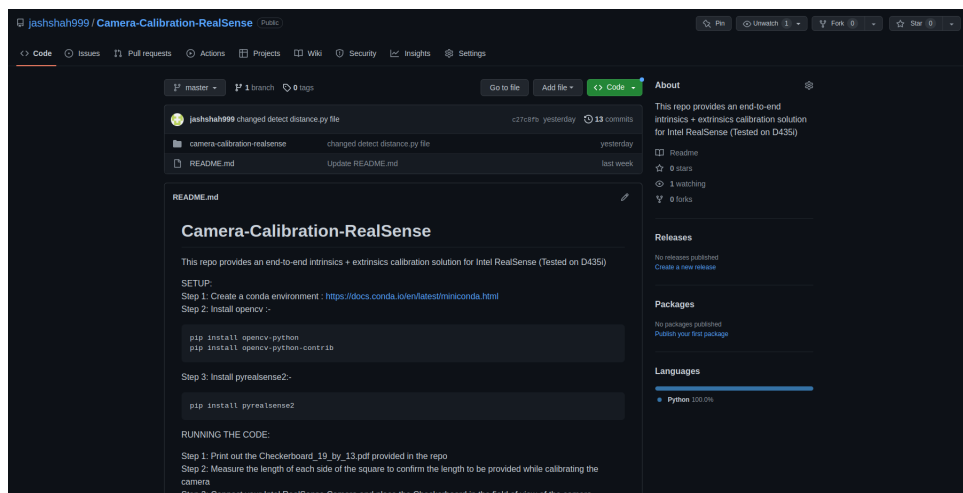 jashshah999 / Camera-Calibration-RealSense Public
Pin Unwatch 1 Fork 0 Star 0
Code Issues Pull requests Actions Projects Wiki Security Insights Settings
master 1 branch 0 tags Go to file Add file Code
jashshah999 changed detect distance.py file c27c8fb yesterday 13 commits
camera-calibration-realsense changed detect distance.py file yesterday
README.md Update README.md last week
README.md
Camera-Calibration-RealSense
This repo provides an end-to-end intrinsics + extrinsics calibration solution for Intel RealSense (Tested on D435i)
SETUP:
Step 1: Create a conda environment : https://docs.conda.io/en/latest/miniconda.html
Step 2: Install opencv :-
pip install opencv-python
pip install opencv-python-contrib
Step 3: Install pyrealsense2:-
pip install pyrealsense2
RUNNING THE CODE:
Step 1: Print out the Checkerboard_19_by_13.pdf provided in the repo
Step 2: Measure the length of each side of the square to confirm the length to be provided while calibrating the
camera
About
This repo provides an end-to-end
intrinsics + extrinsics calibration solution
for Intel RealSense (Tested on D435i)
Readme
0 stars
1 watching
0 forks
Releases
No releases published
Create a new release
Packages
No packages published
Publish your first package
Languages
Python 100.0%